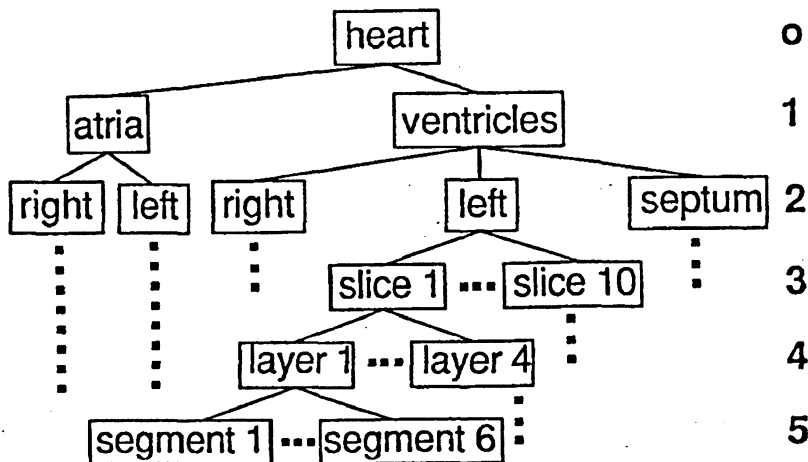 heart o
atria ventricles 1
right left right left septum 2
slice 1 slice 10 3
layer 1 layer 4 4
segment 1 segment 6 5